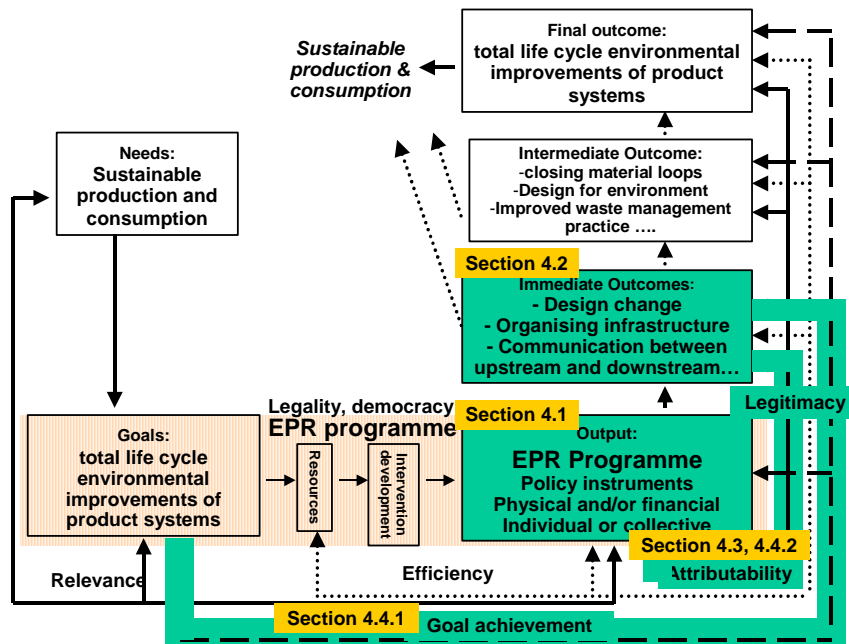 Final outcome:
total life cycle environmental
improvements of product
systems
Sustainable
production &
consumption
Needs:
Sustainable
production and
consumption
Intermediate Outcome:
-closing material loops
-Design for environment
-Improved waste management
practice ....
Section 4.2
Immediate Outcomes:
- Design change
- Organising infrastructure
- Communication between
upstream and downstream...
Legitimacy
Legality, democracy
EPR programme
Section 4.1
Goals:
total life cycle
environmental
improvements of
product systems
Resources
Intervention
development
Output:
EPR Programme
Policy instruments
Physical and/or financial
Individual or collective
Section 4.3, 4.4.2
Relevance
Efficiency
Attributability
Section 4.4.1
Goal achievement